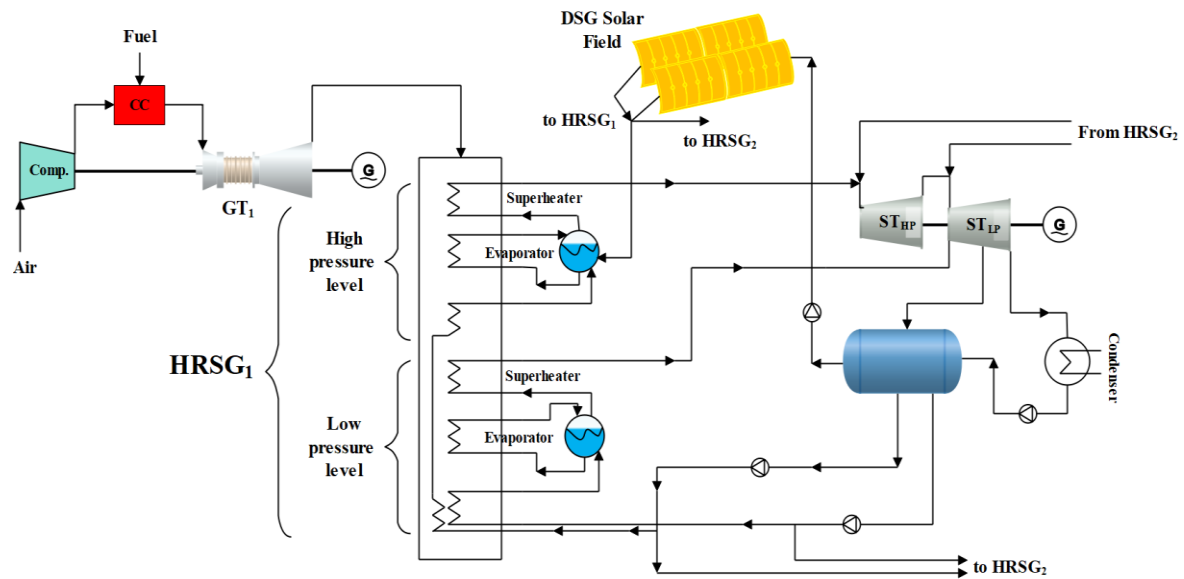 DSG Solar
Field
Fuel
CC
to HRSG1
to HRSG2
From HRSG2
Comp.
G
GT1
Superheater
STHP
STLP
G
High
pressure
level
Evaporator
Air
HRSG1
Superheater
Condenser
Low
pressure
level
Evaporator
to HRSG2